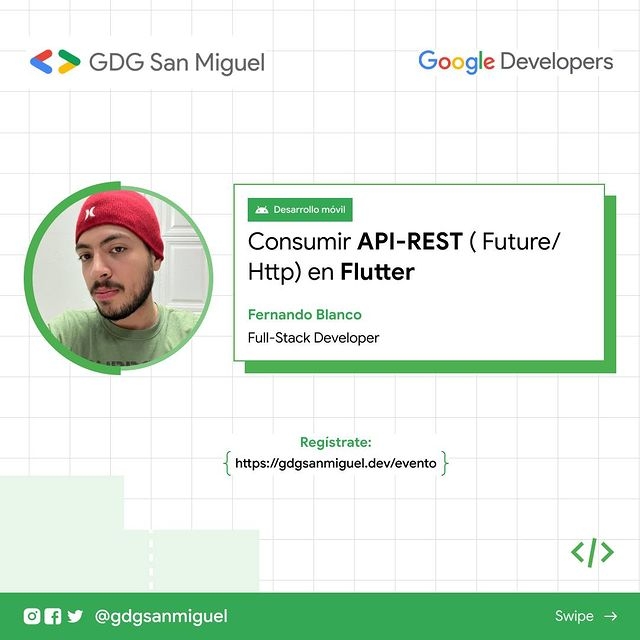 GDG San Miguel
Google Developers
Desarrollo móvil
Consumir API-REST ( Future/
Http) en Flutter
Fernando Blanco
Full-Stack Developer
Regístrate:
{ https://gdgsanmiguel.dev/evento }
</>
@gdgsanmiguel
Swipe →